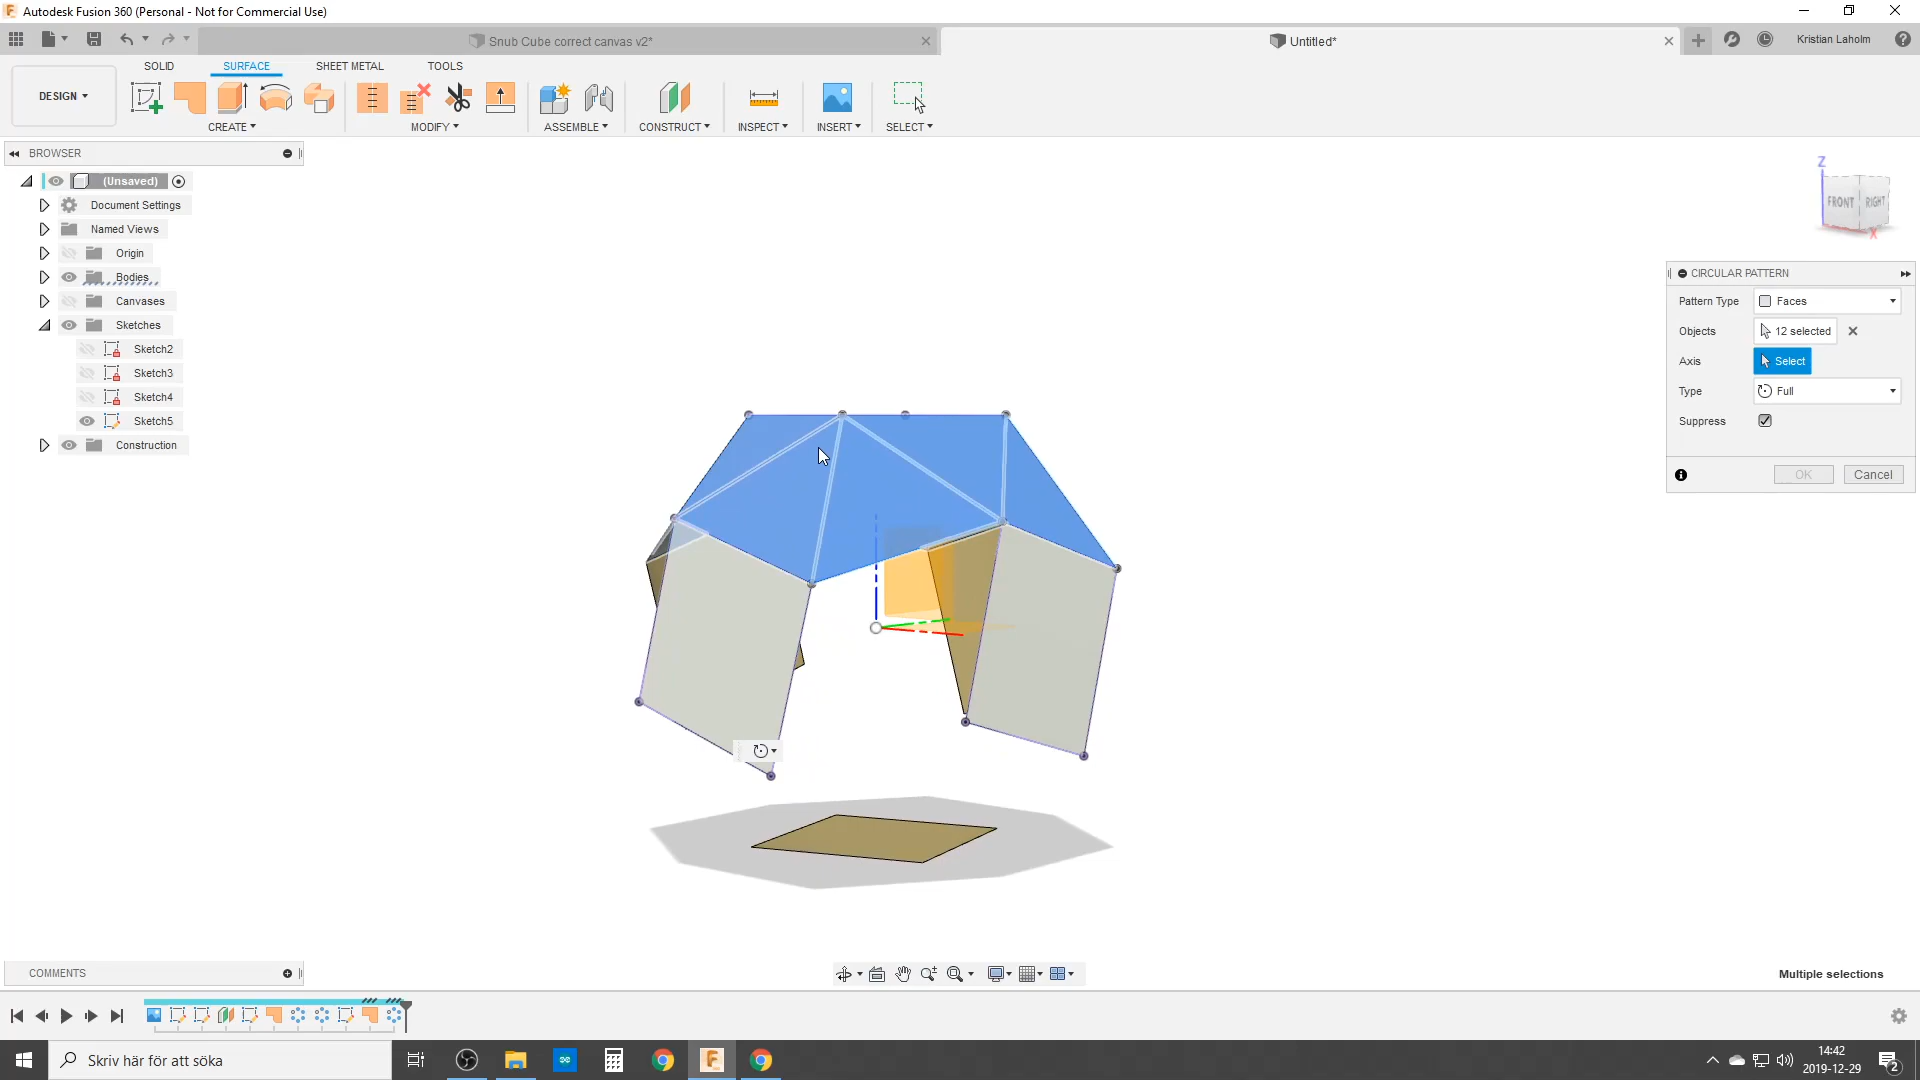 Autodesk Fusion 360 (Personal - Not for Commercial Use)
Snub Cube correct canvas v2*
Untitled*
Kristian Laholm
SOLID
SURFACE
SHEET METAL
TOOLS
DESIGN
CREATE
MODIFY
ASSEMBLE
CONSTRUCT
INSPECT
INSERT
SELECT
BROWSER
(Unsaved)
Document Settings
Named Views
Origin
Bodies
Canvases
Sketches
Sketch2
Sketch3
Sketch4
Sketch5
Construction
Z
FRONT
RIGHT
X
CIRCULAR PATTERN
Pattern Type
Faces
Objects
12 selected
Axis
Select
Type
Full
Suppress
OK
Cancel
COMMENTS
Multiple selections
Skriv här för att söka
14:42
2019-12-29
2